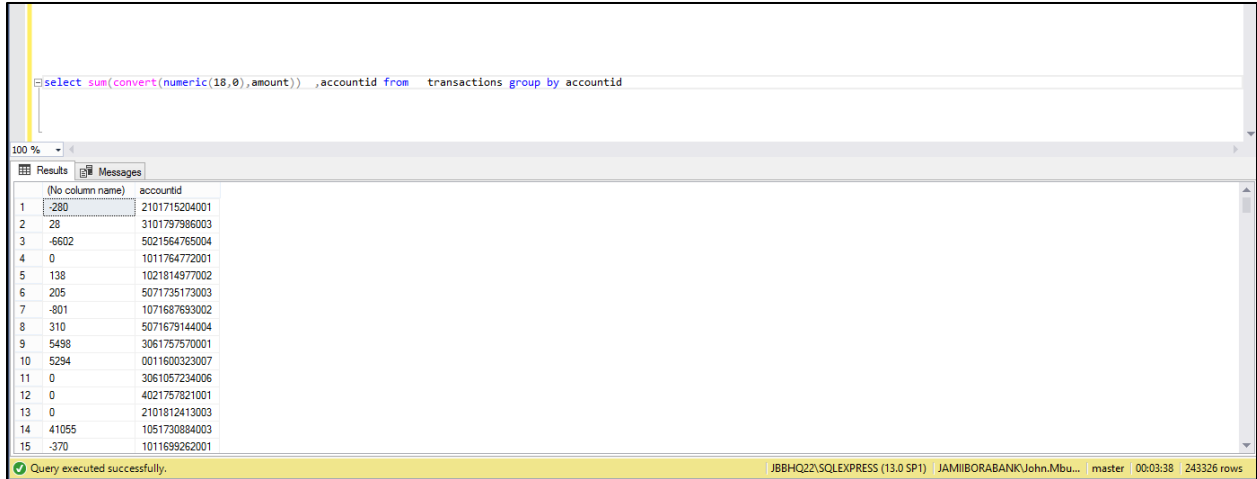 select sum(convert(numeric(18,0),amount))  ,accountid from   transactions group by accountid
100 %
Results Messages
(No column name) accountid
1 -280 2101715204001
2 28 3101797986003
3 -6602 5021564765004
4 0 1011764772001
5 138 1021814977002
6 205 5071735173003
7 -801 1071687693002
8 310 5071679144004
9 5498 3061757570001
10 5294 0011600323007
11 0 3061057234006
12 0 4021757821001
13 0 2101812413003
14 41055 1051730884003
15 -370 1011699262001
Query executed successfully. JBBHQ22\SQLEXPRESS (13.0 SP1) JAMIIBORABANK\John.Mbu... master 00:03:38 243326 rows